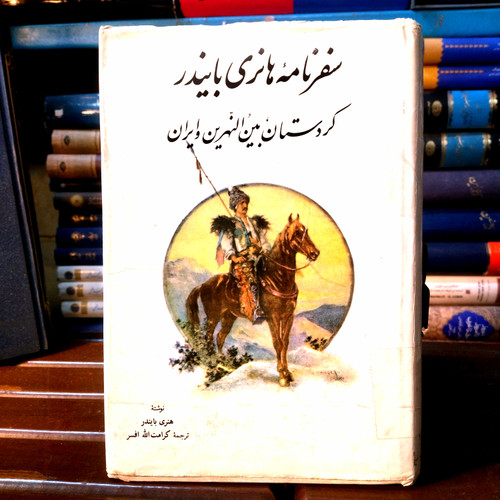 سفرنامهٔ هانری بایندر
کردستان، بین‌النهرین و ایران
نوشتهٔ
هنری بایندر
ترجمهٔ کرامت‌الله افسر